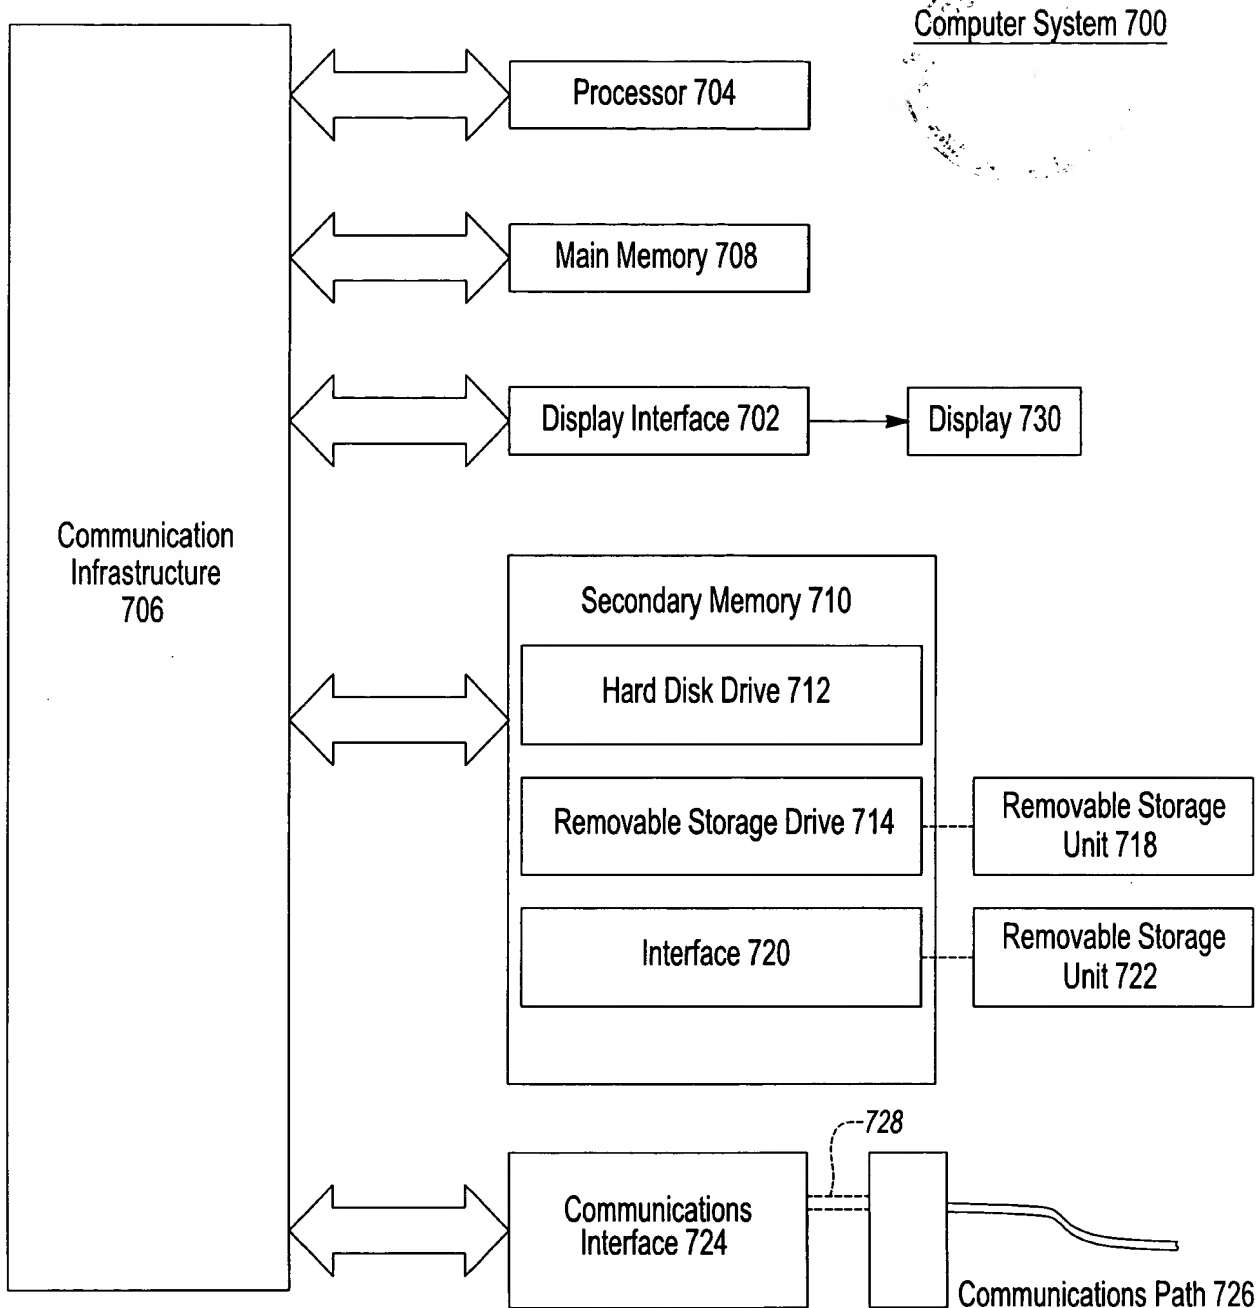 Computer System 700
Processor 704
Main Memory 708
Display Interface 702
Display 730
Communication
Infrastructure
706
Secondary Memory 710
Hard Disk Drive 712
Removable Storage Drive 714
Removable Storage
Unit 718
Interface 720
Removable Storage
Unit 722
728
Communications
Interface 724
Communications Path 726